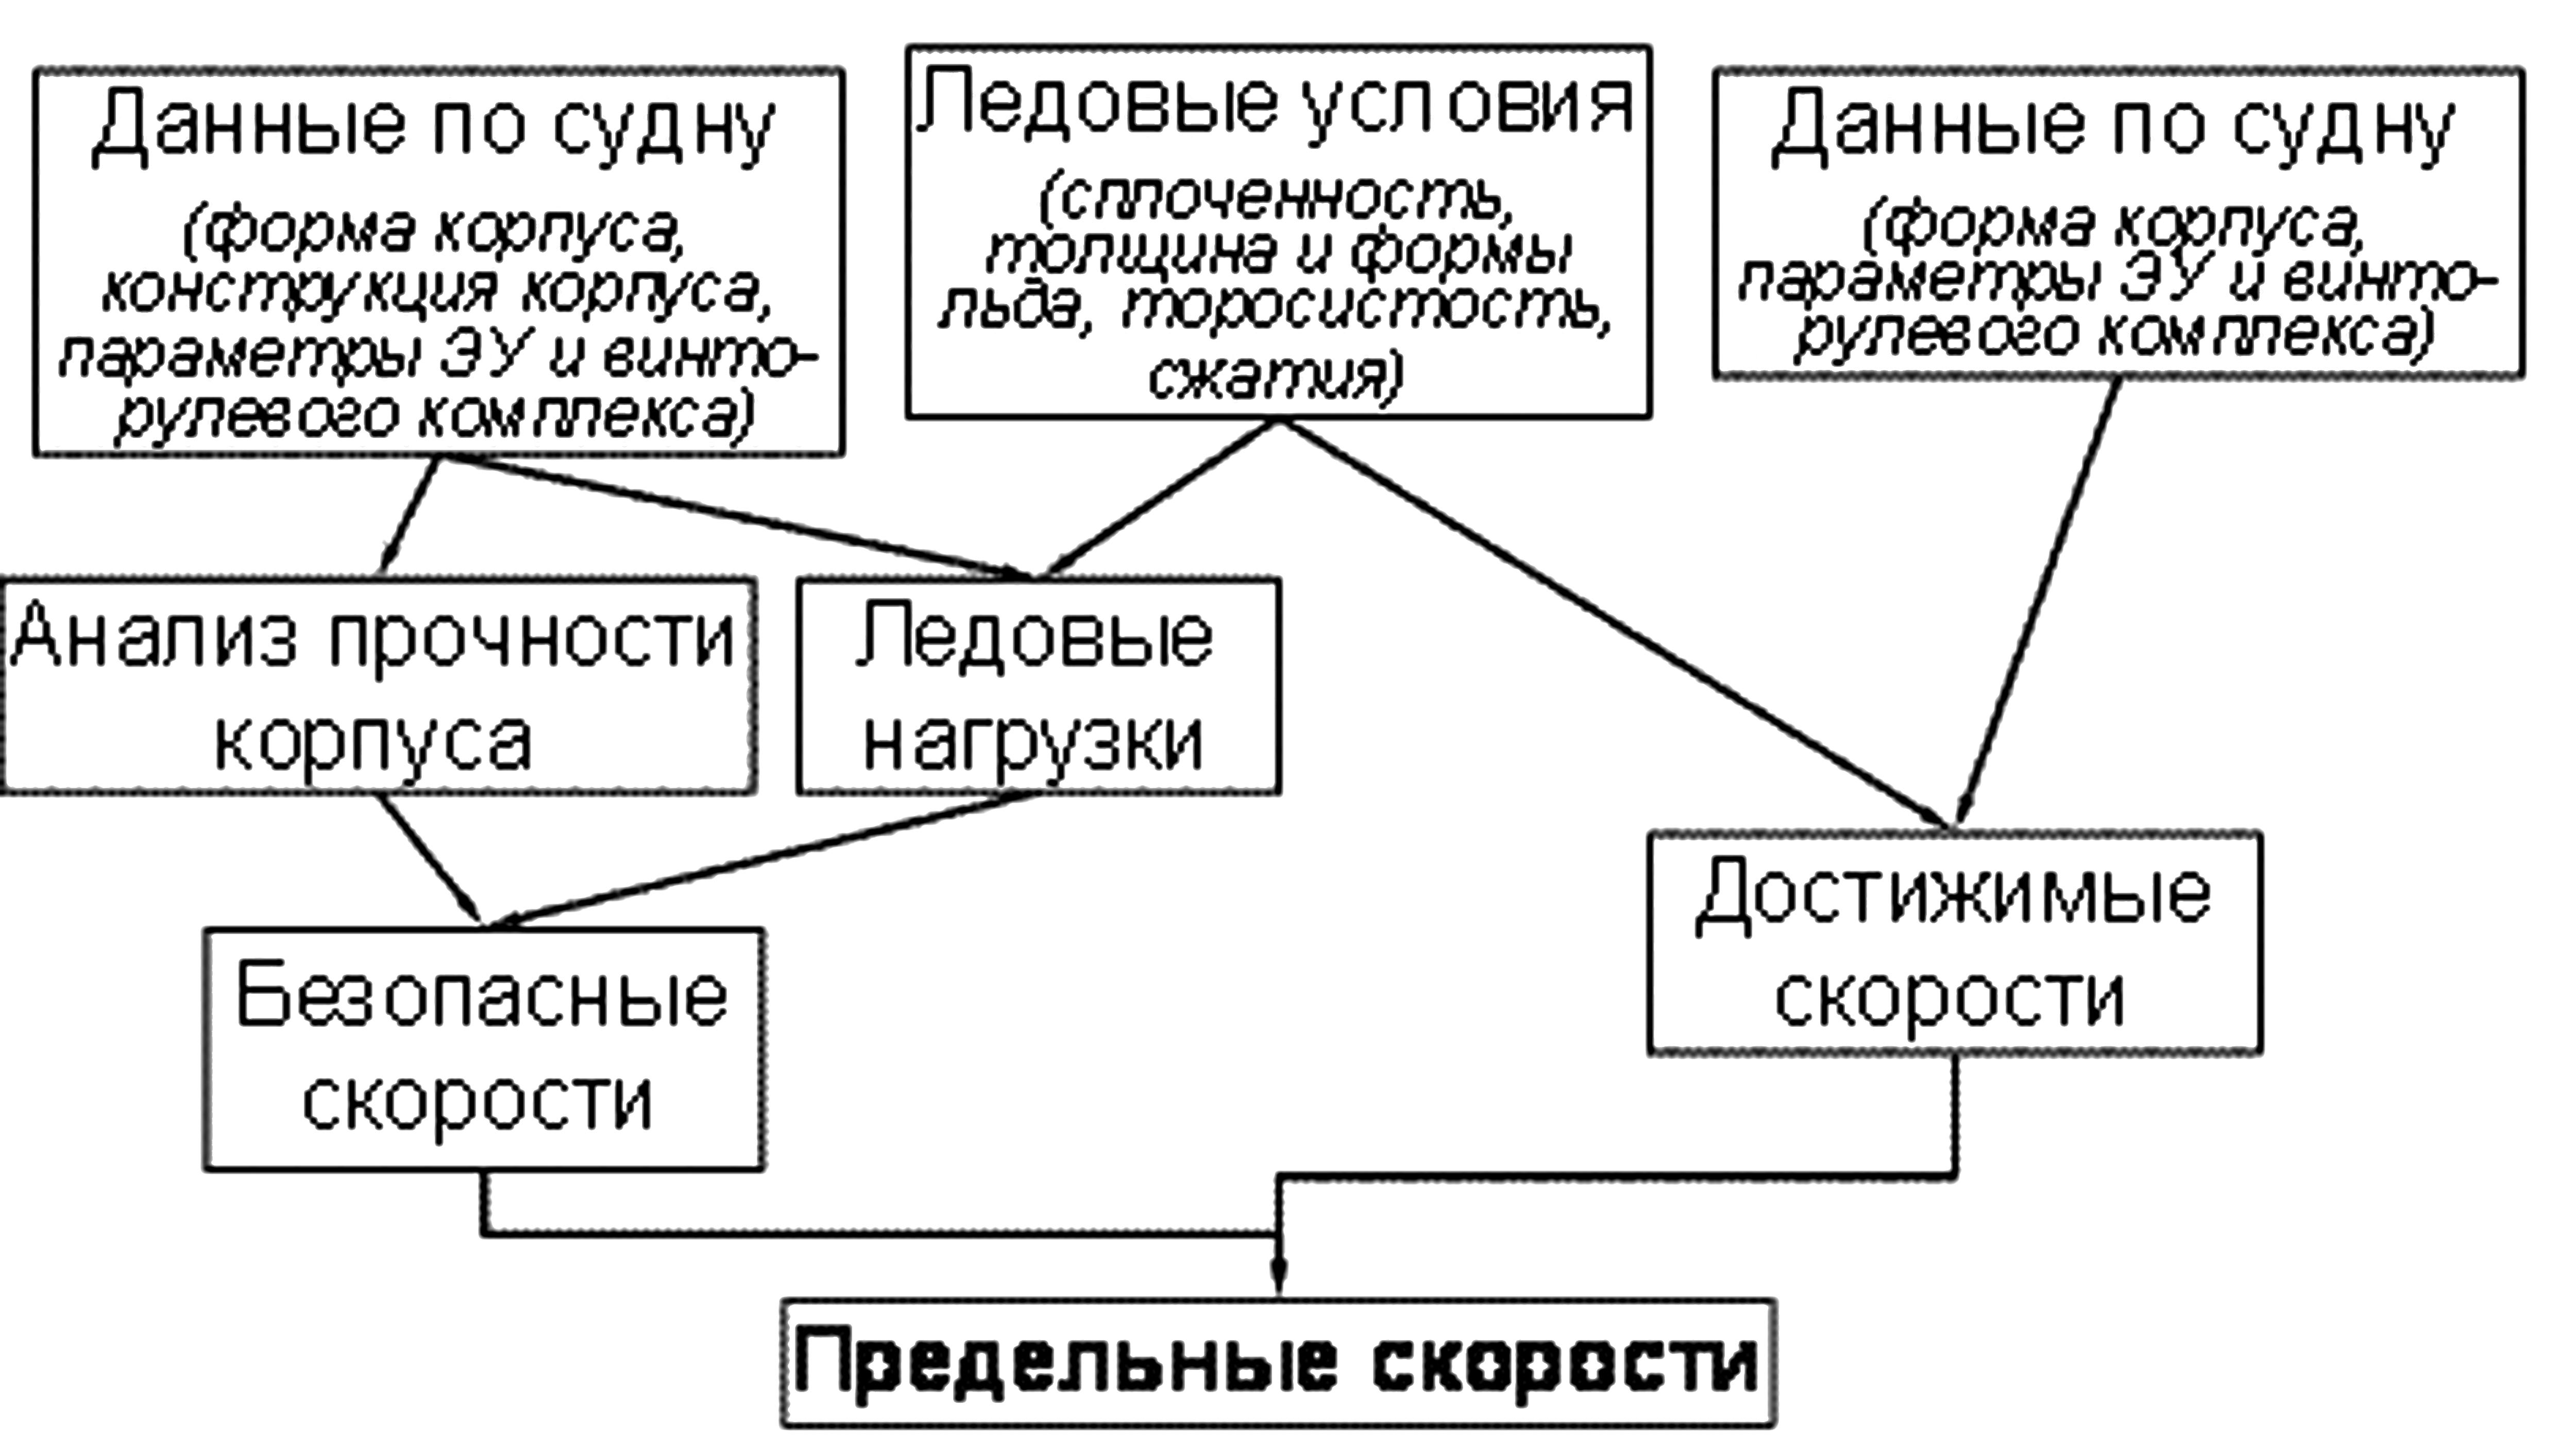 Данные по судну
(форма корпуса,
конструкция корпуса,
параметры ЭУ и винто-
рулевого комплекса)
Ледовые условия
(сплоченность,
толщина и формы
льда, торосистость,
сжатия)
Данные по судну
(форма корпуса,
параметры ЭУ и винто-
рулевого комплекса)
Анализ прочности
корпуса
Ледовые
нагрузки
Безопасные
скорости
Достижимые
скорости
Предельные скорости